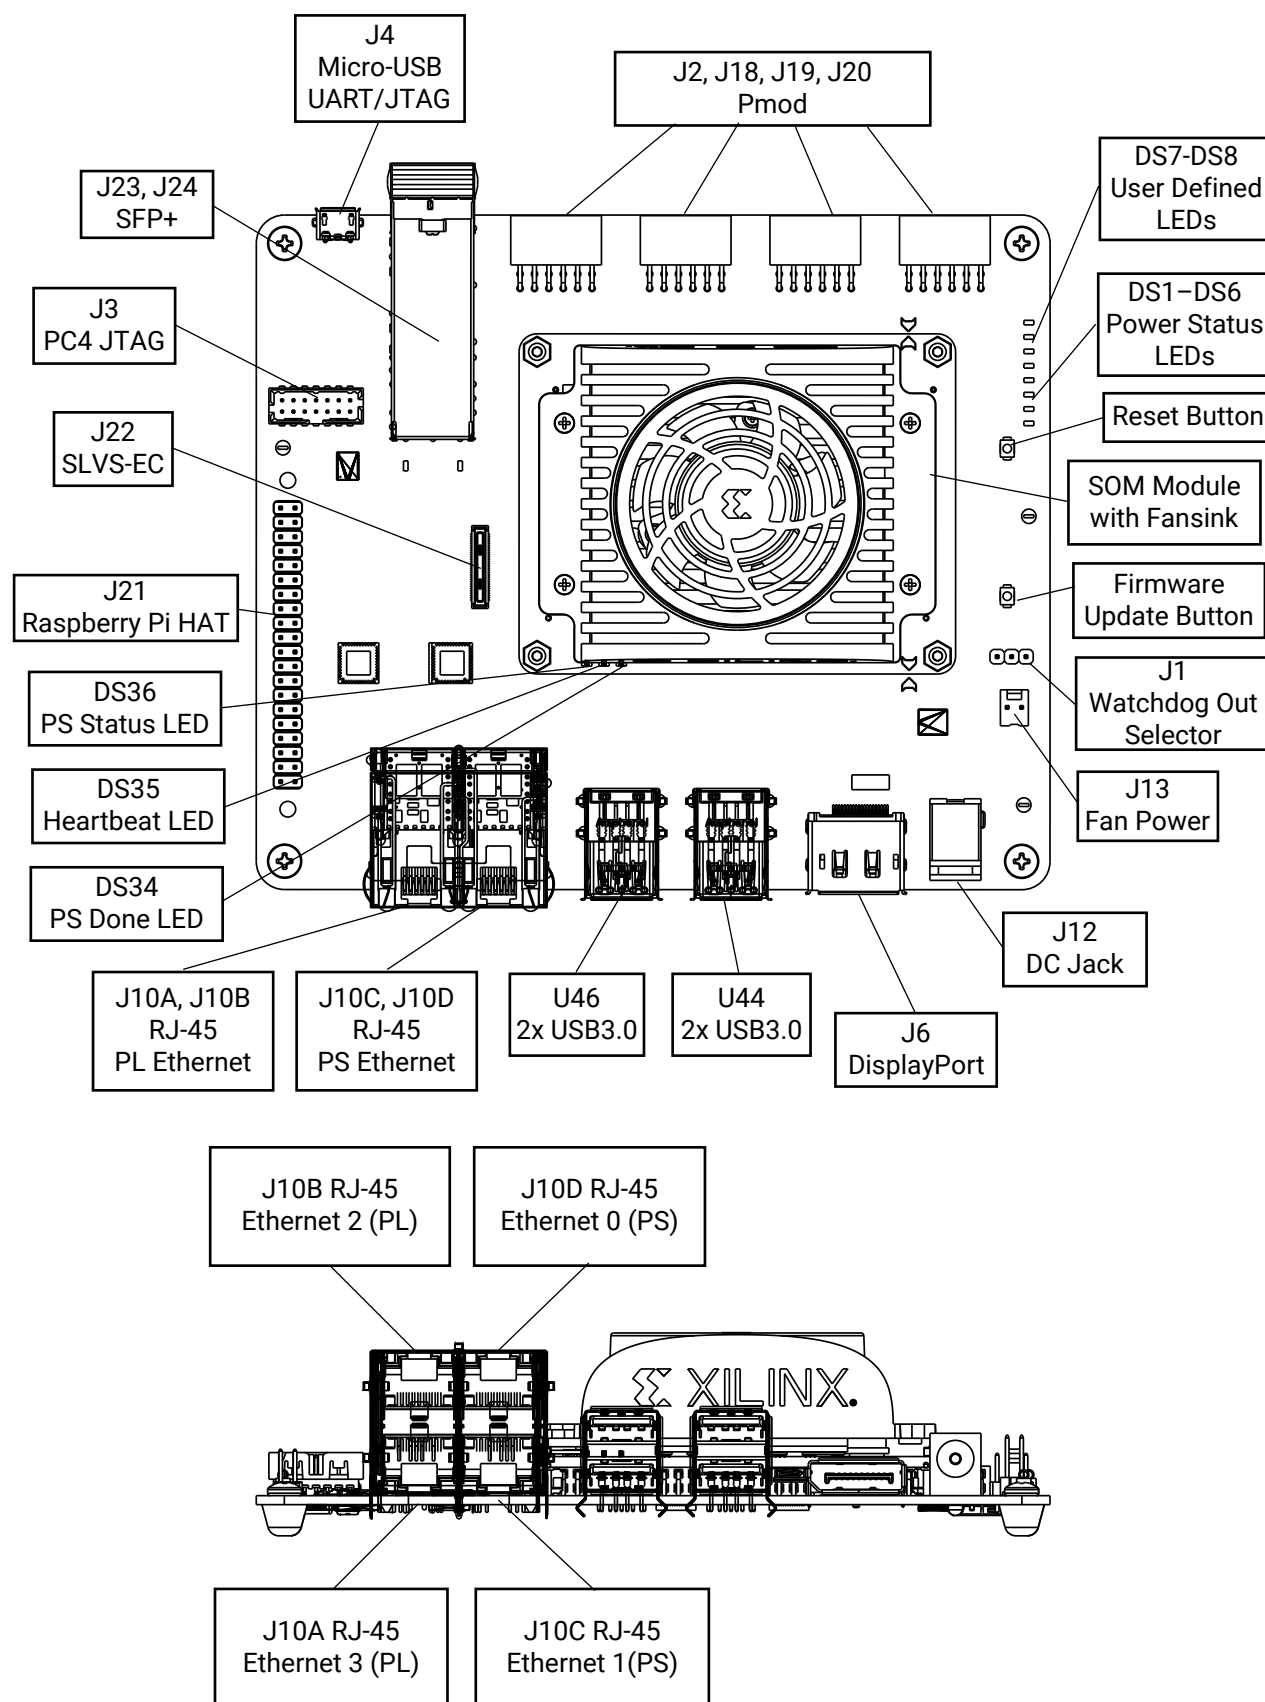 J4
Micro-USB
UART/JTAG
J2, J18, J19, J20
Pmod
DS7-DS8
User Defined
LEDs
J23, J24
SFP+
DS1–DS6
Power Status
LEDs
J3
PC4 JTAG
Reset Button
J22
SLVS-EC
SOM Module
with Fansink
J21
Raspberry Pi HAT
Firmware
Update Button
DS36
PS Status LED
J1
Watchdog Out
Selector
DS35
Heartbeat LED
J13
Fan Power
DS34
PS Done LED
J12
DC Jack
J10A, J10B
RJ-45
PL Ethernet
J10C, J10D
RJ-45
PS Ethernet
U46
2x USB3.0
U44
2x USB3.0
J6
DisplayPort
J10B RJ-45
Ethernet 2 (PL)
J10D RJ-45
Ethernet 0 (PS)
XILINX.
J10A RJ-45
Ethernet 3 (PL)
J10C RJ-45
Ethernet 1(PS)